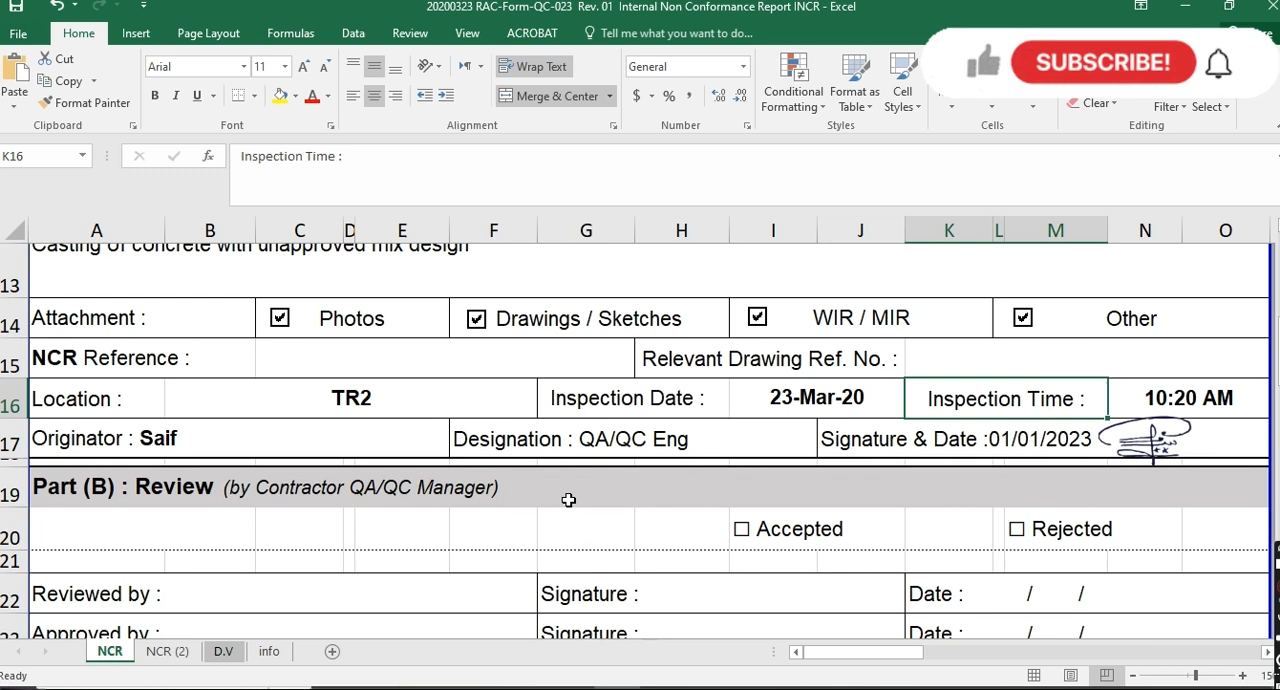 20200323 RAC-Form-QC-023 Rev. 01 Internal Non Conformance Report INCR - Excel
File Home Insert Page Layout Formulas Data Review View ACROBAT Tell me what you want to do...
SUBSCRIBE!
Paste Cut Copy Format Painter
Arial 11 A A
B I U A
Wrap Text
Merge & Center
General
$ % ,
Conditional Formatting Format as Table Cell Styles
Clear Filter Select
Clipboard Font Alignment Number Styles Cells Editing
K16 fx Inspection Time :
A B C D E F G H I J K L M N O
Casting of concrete with unapproved mix design
13
14 Attachment : Photos Drawings / Sketches WIR / MIR Other
15 NCR Reference : Relevant Drawing Ref. No. :
16 Location : TR2 Inspection Date : 23-Mar-20 Inspection Time : 10:20 AM
17 Originator : Saif Designation : QA/QC Eng Signature & Date :01/01/2023
19 Part (B) : Review (by Contractor QA/QC Manager)
20 Accepted Rejected
21
22 Reviewed by : Signature : Date : / /
23 Approved by : Signature : Date : / /
NCR NCR (2) D.V info
Ready